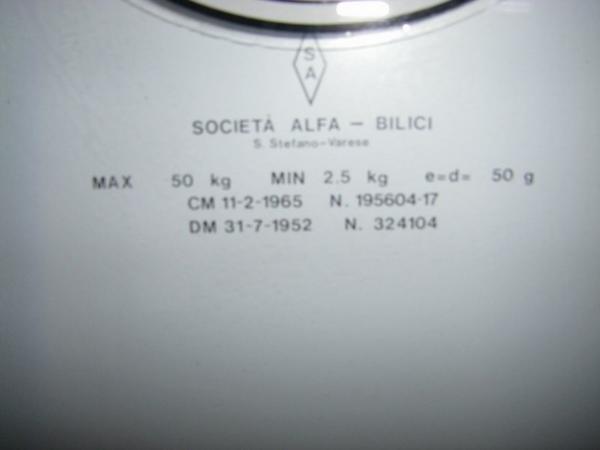 S
A
SOCIETÀ ALFA - BILICI
S. Stefano-Varese
MAX 50 kg MIN 2.5 kg e=d= 50 g
CM 11-2-1965 N. 195604-17
DM 31-7-1952 N. 324104